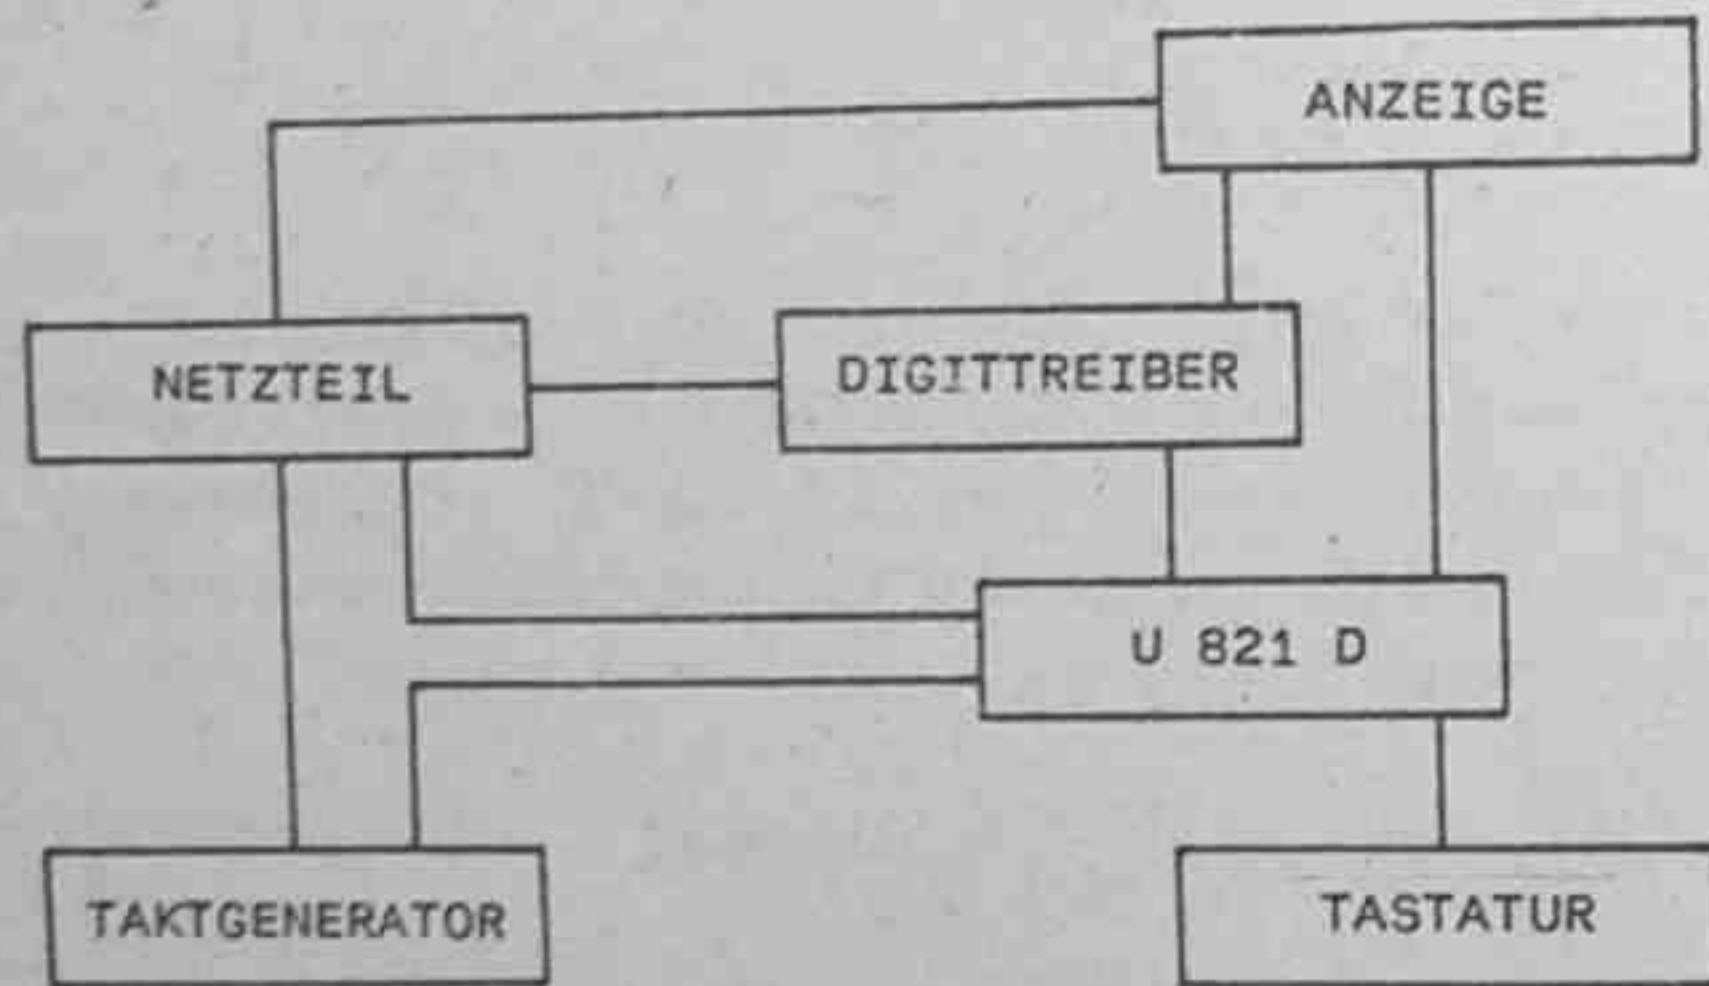 ANZEIGE
NETZTEIL
DIGITTREIBER
U 821 D
TAKTGENERATOR
TASTATUR